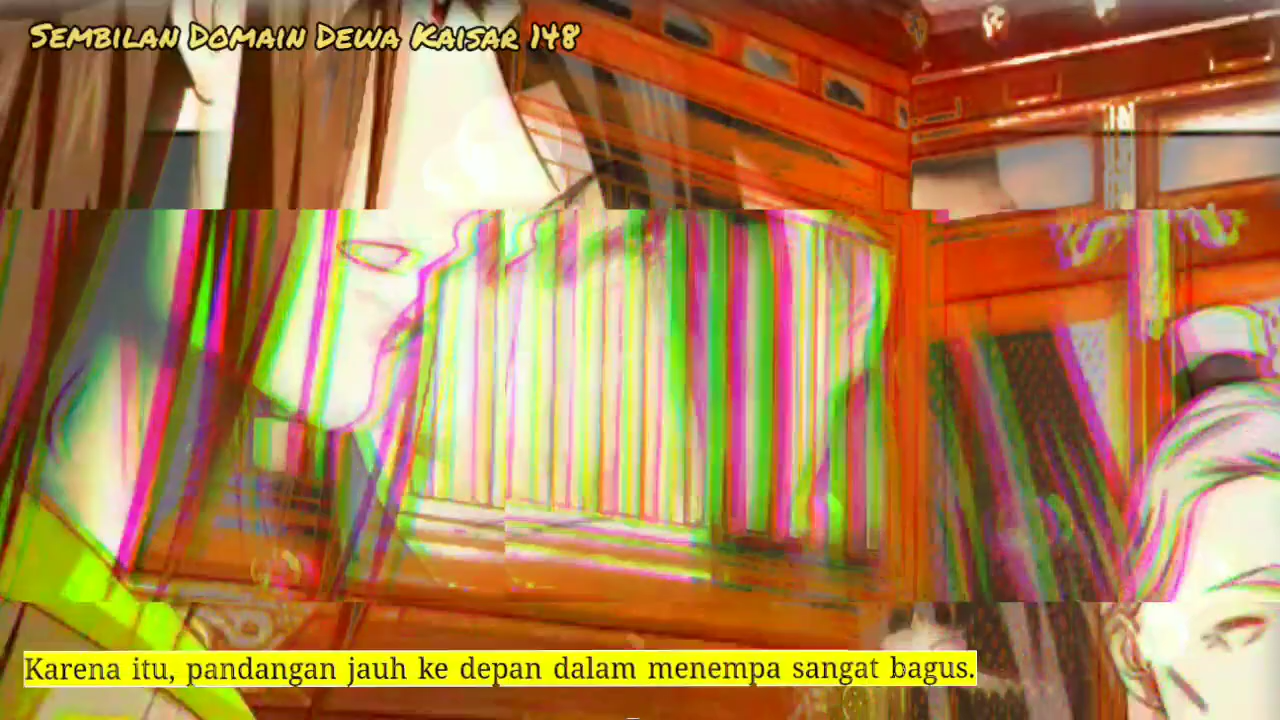 Sembilan Domain Dewa Kaisar 148
Karena itu, pandangan jauh ke depan dalam menempa sangat bagus.